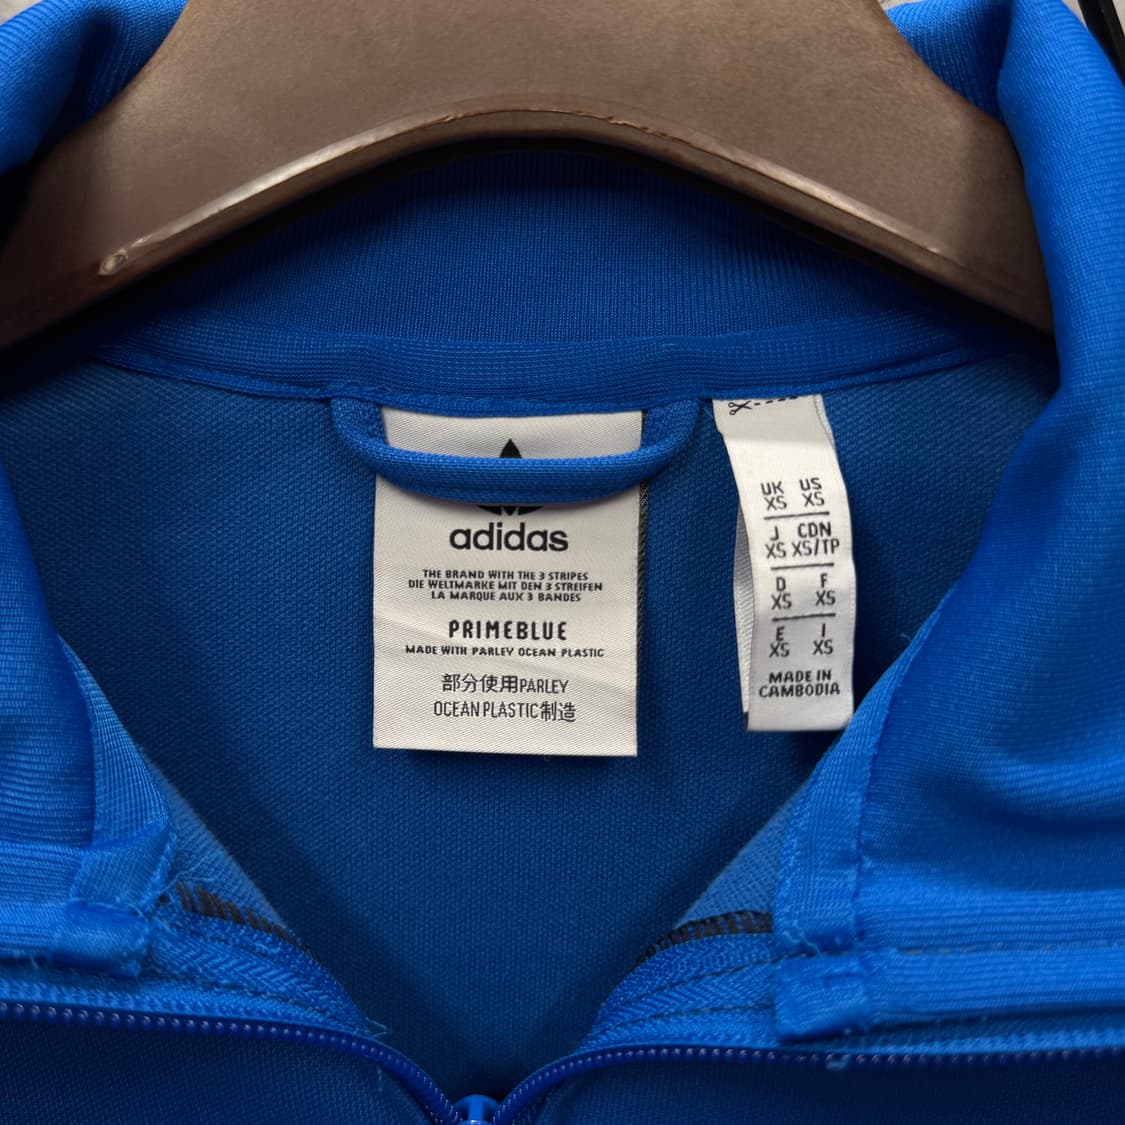 adidas
THE BRAND WITH THE 3 STRIPES
DIE WELTMARKE MIT DEN 3 STREIFEN
LA MARQUE AUX 3 BANDES
PRIMEBLUE
MADE WITH PARLEY OCEAN PLASTIC
部分使用PARLEY
OCEAN PLASTIC制造
UK US
XS XS
J CDN
XS XS/TP
D F
XS XS
E I
XS XS
MADE IN
CAMBODIA